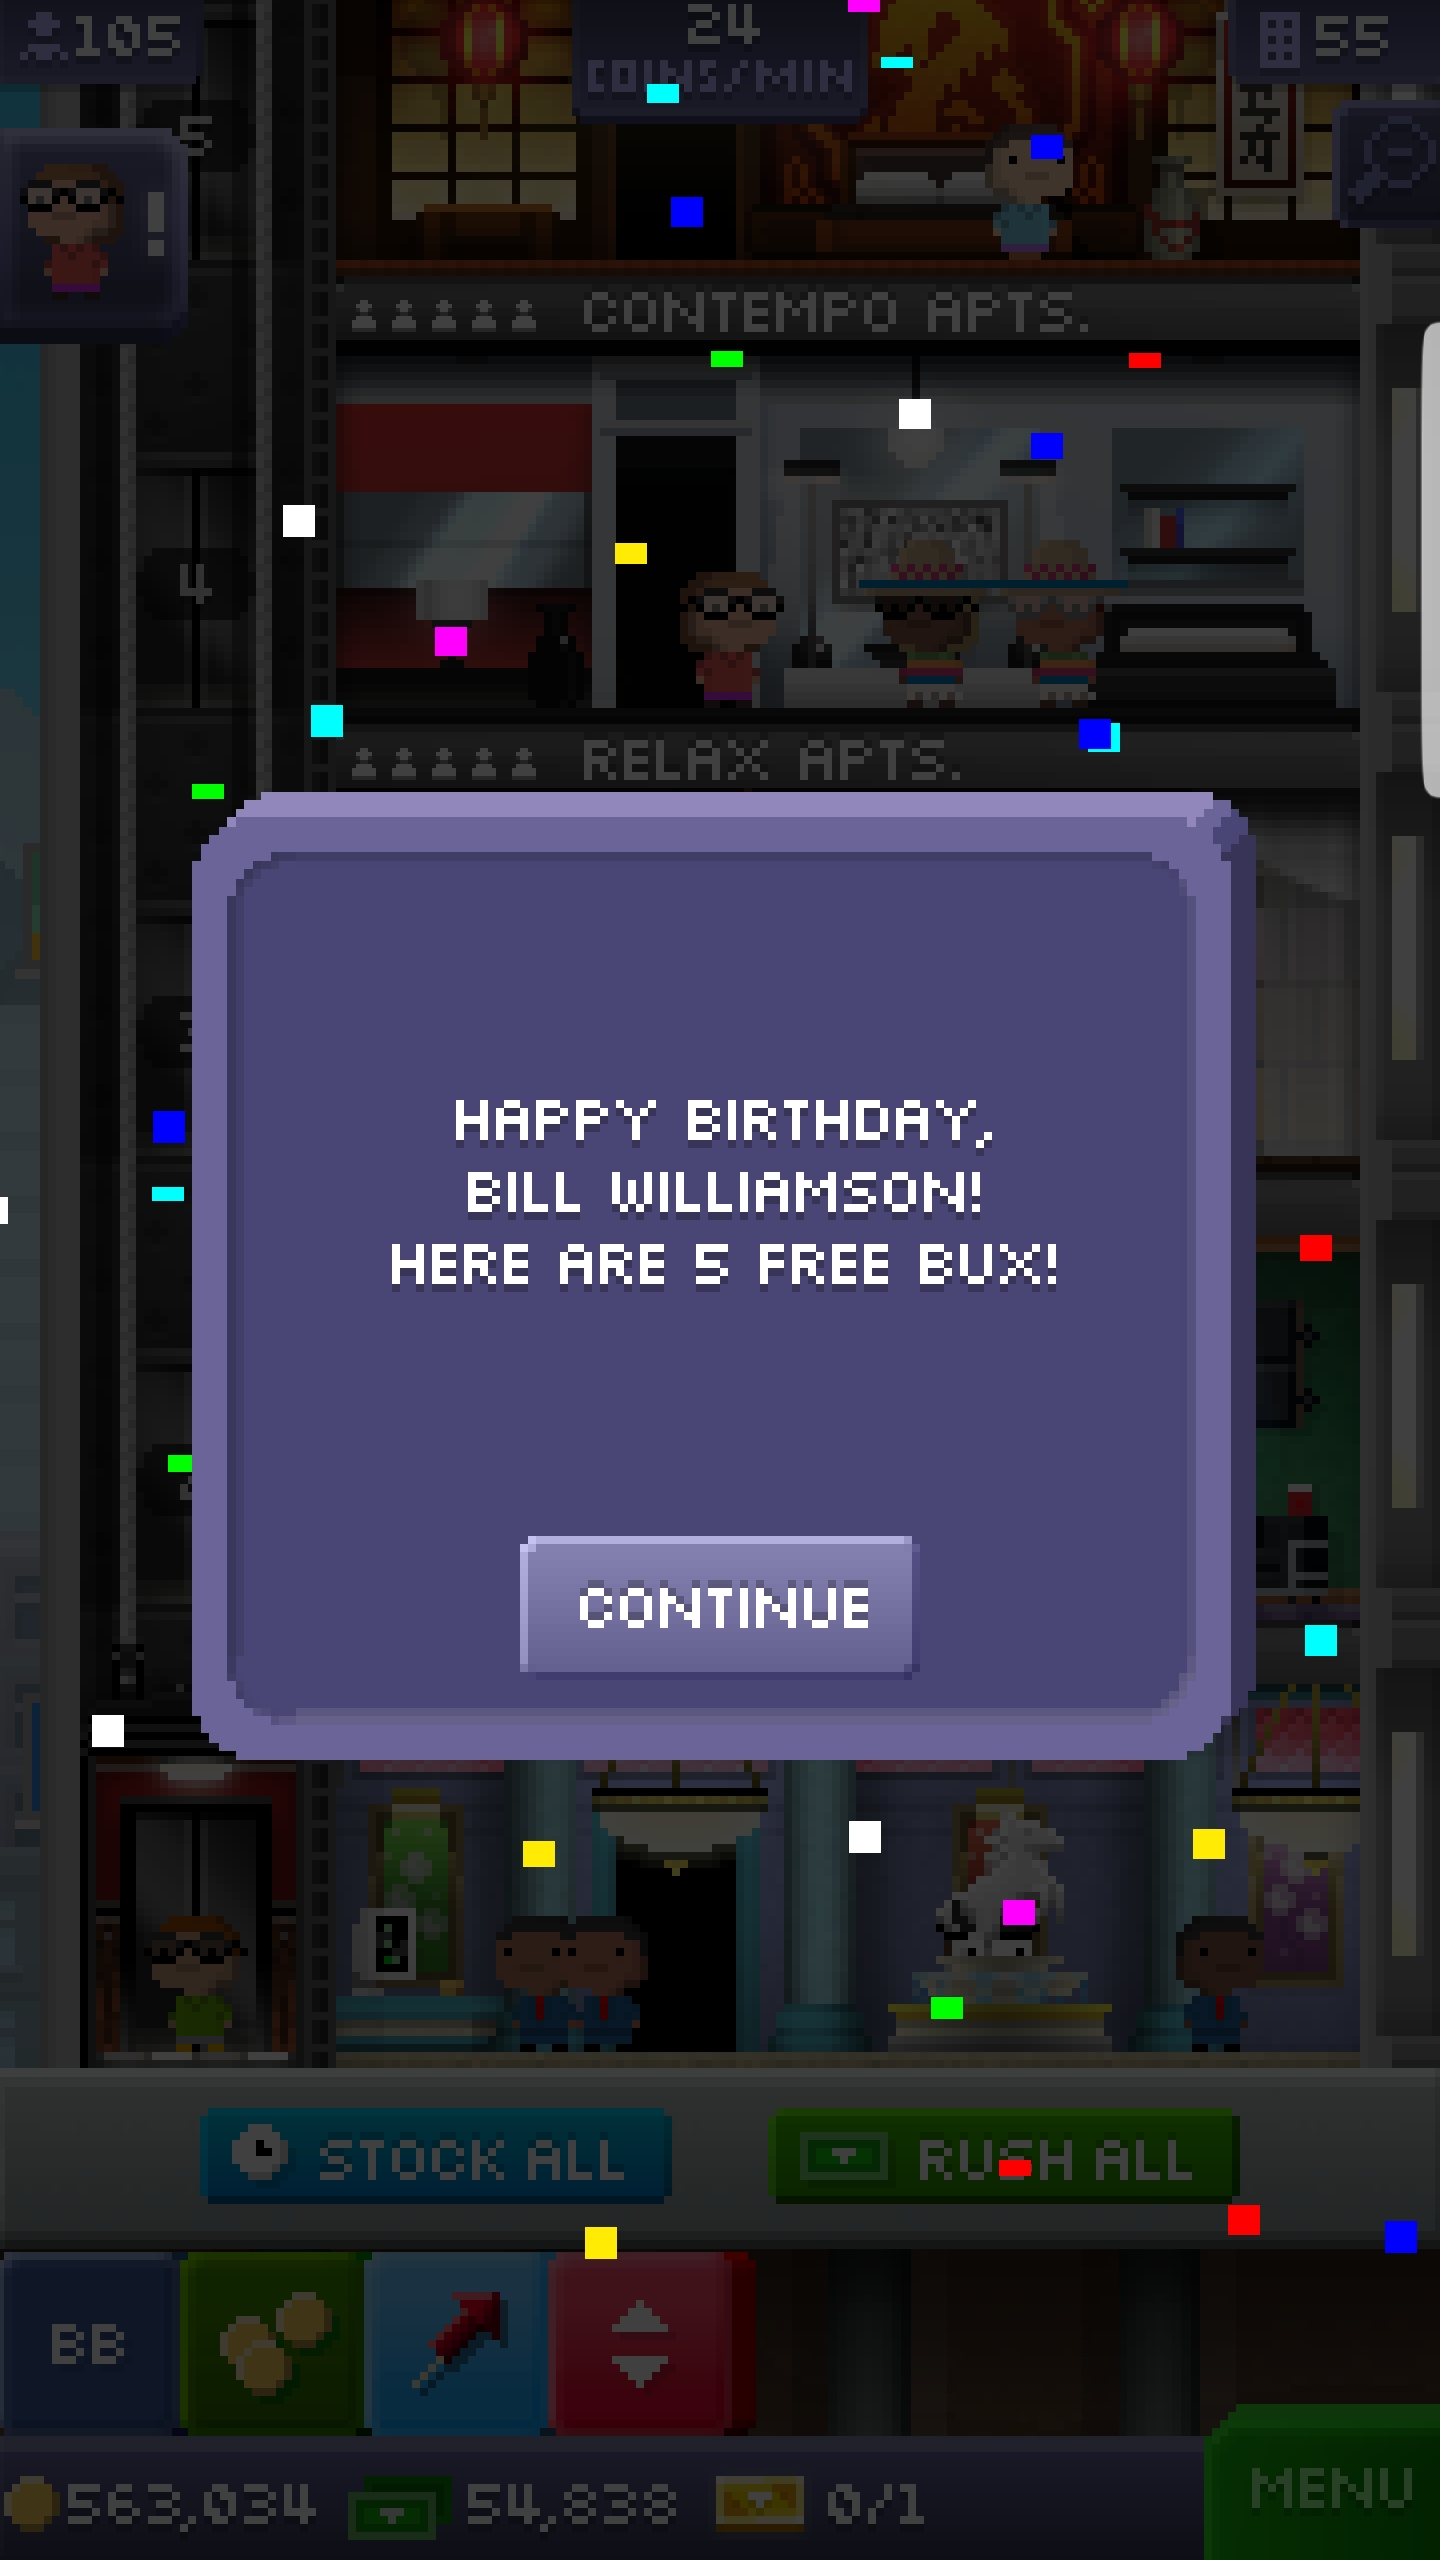 105
24
COINS/MIN
55
5
!
CONTEMPO APTS.
4
RELAX APTS.
HAPPY BIRTHDAY,
BILL WILLIAMSON!
HERE ARE 5 FREE BUX!
CONTINUE
STOCK ALL
RUSH ALL
BB
563,034
54,838
0/1
MENU